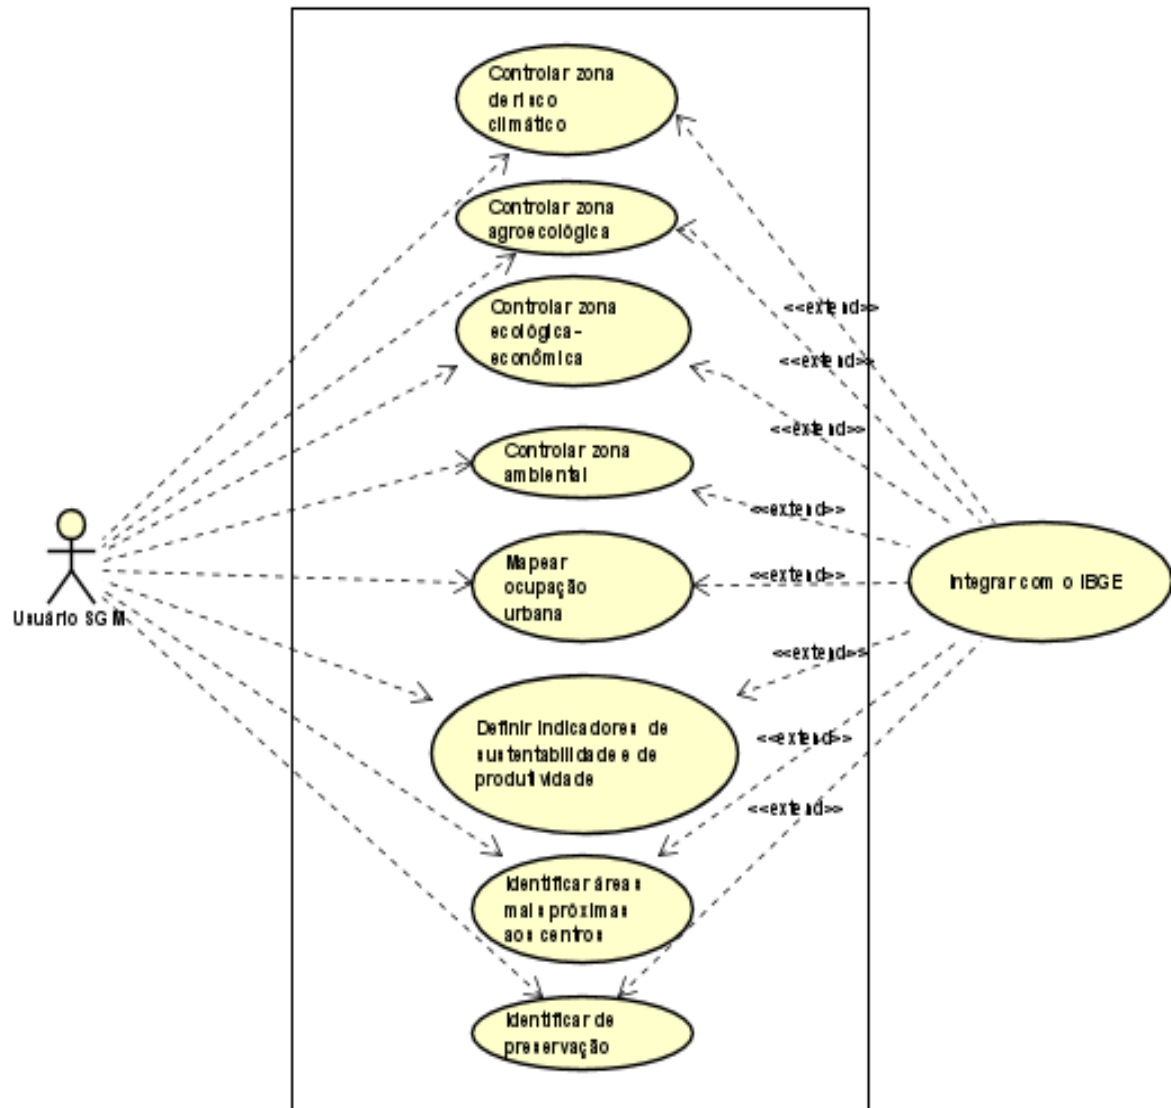 Controlar zona
de risco
climático
Controlar zona
agroecológica
Controlar zona
ecológica-
econômica
<<extend>>
<<extend>>
<<extend>>
Controlar zona
ambiental
<<extend>>
Mapear
ocupação
urbana
<<extend>>
Integrar com o IBGE
Usuário SGM
<<extend>>
Definir indicadores de
sustentabilidade e de
produtividade
<<extend>>
<<extend>>
Identificar áreas
mais próximas
aos centros
Identificar de
preservação